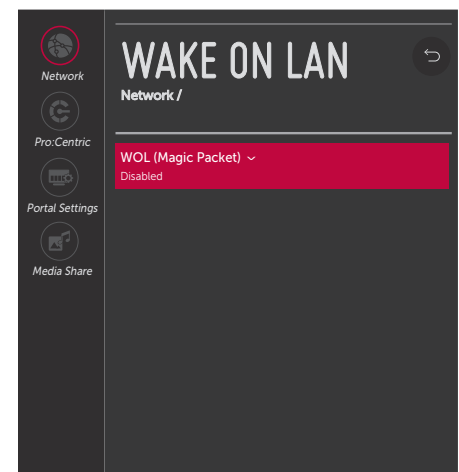 Network
Pro:Centric
Portal Settings
Media Share
WAKE ON LAN
Network /
WOL (Magic Packet)
Disabled